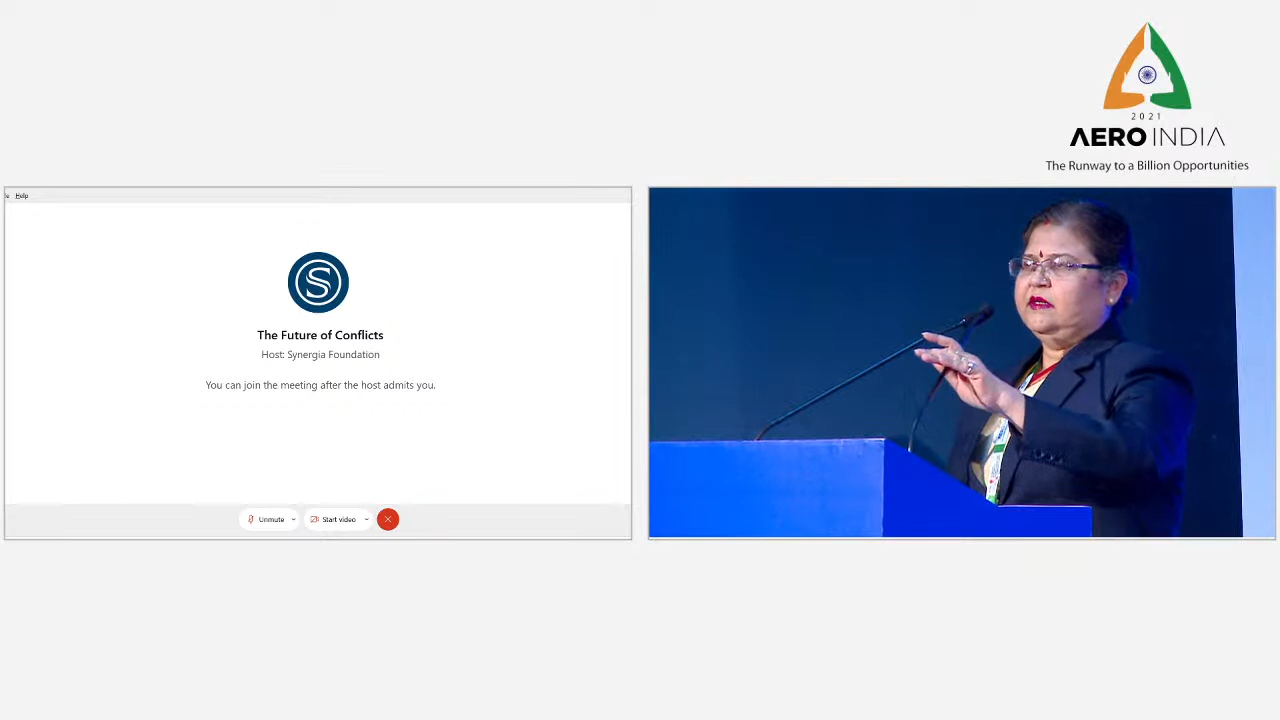 2021
AERO INDIA
The Runway to a Billion Opportunities
Help
The Future of Conflicts
Host: Synergia Foundation
You can join the meeting after the host admits you.
Unmute
Start video